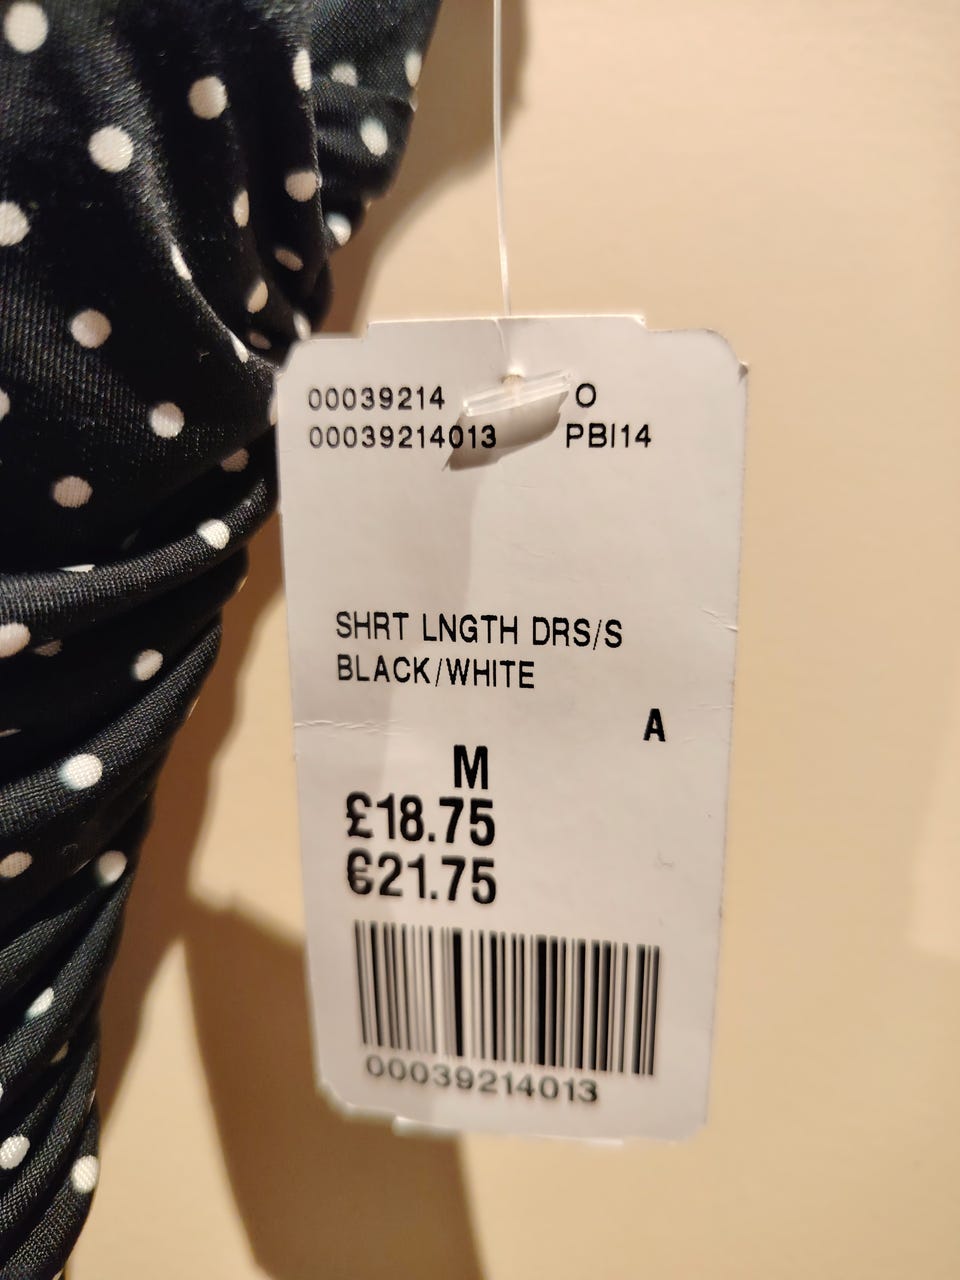 00039214 O
00039214013 PBI14
SHRT LNGTH DRS/S
BLACK/WHITE
A
M
£18.75
€21.75
00039214013